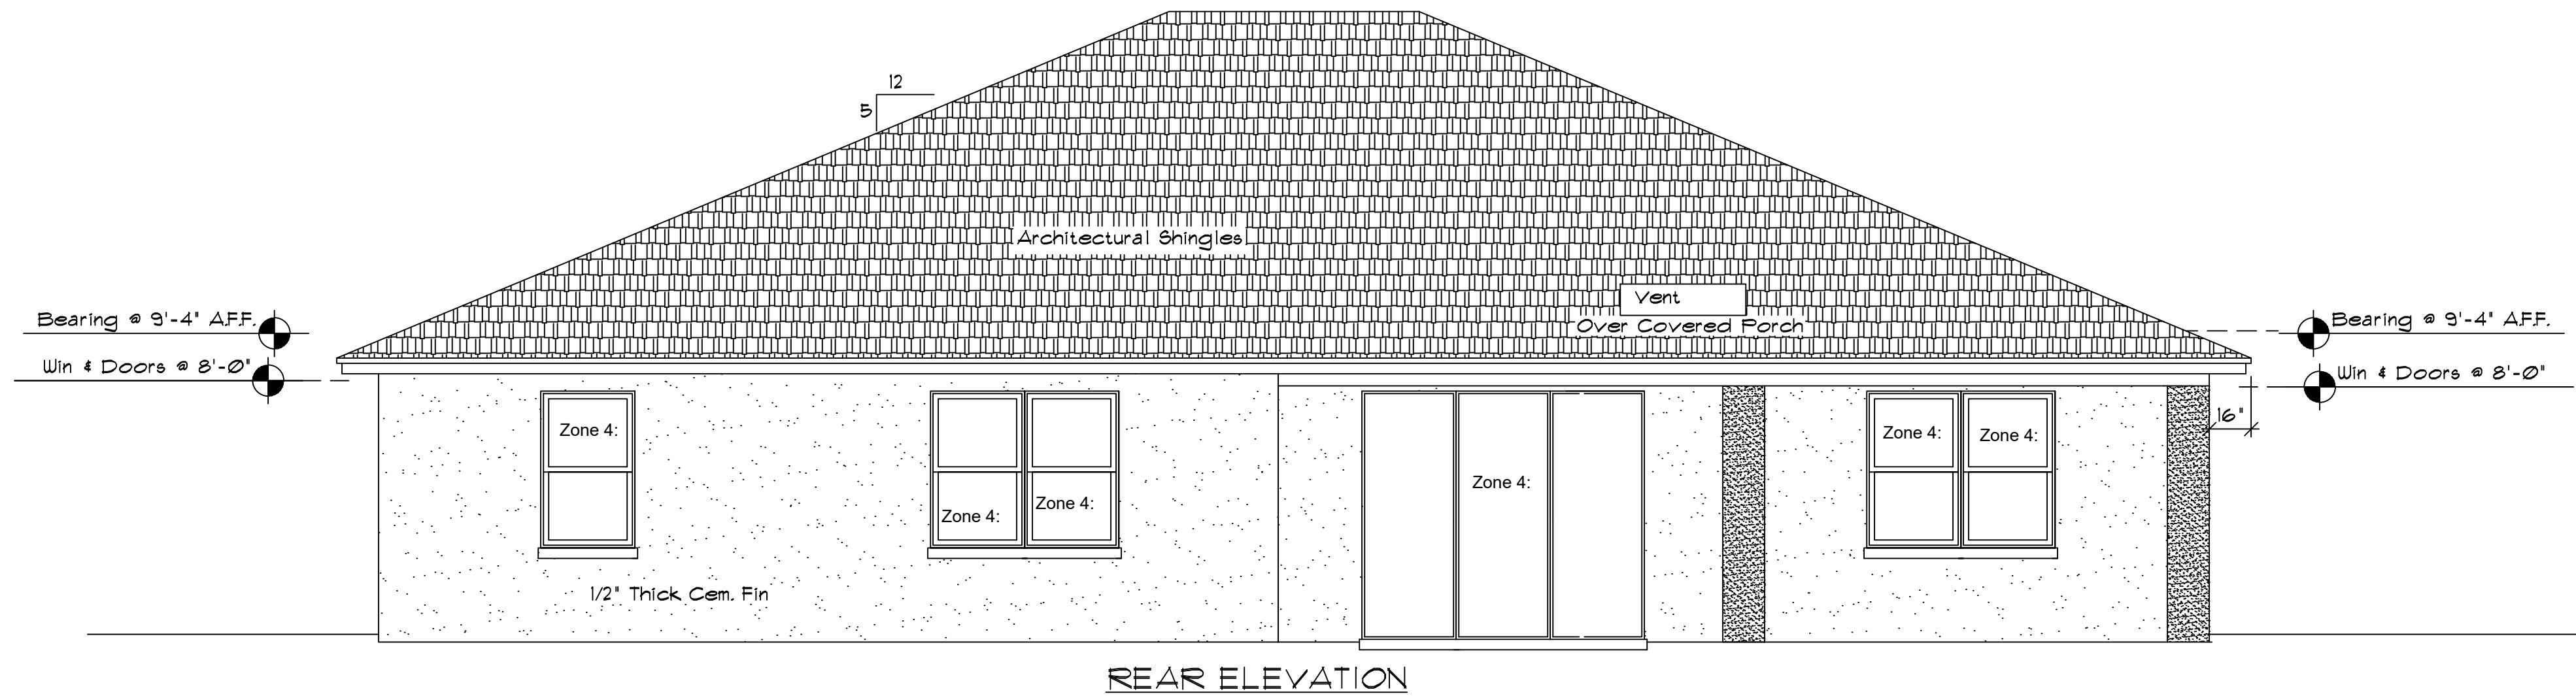 12
5
Architectural Shingles
Vent
Over Covered Porch
Bearing @ 9'-4" A.F.F.
Bearing @ 9'-4" A.F.F.
Win & Doors @ 8'-0"
Win & Doors @ 8'-0"
16"
Zone 4:
Zone 4:
Zone 4:
Zone 4:
Zone 4:
Zone 4:
1/2" Thick Cem. Fin
REAR ELEVATION